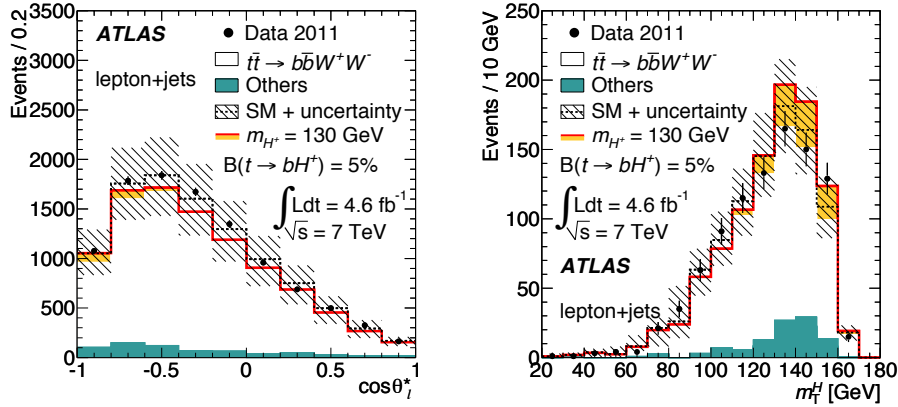 Events / 0.2
3500
3000
2500
2000
1500
1000
500
0
ATLAS
lepton+jets
Data 2011
tt̄ → bb̄W⁺W⁻
Others
SM + uncertainty
m_H⁺ = 130 GeV
B(t → bH⁺) = 5%
∫Ldt = 4.6 fb⁻¹
√s = 7 TeV
-1 -0.5 0 0.5 1
cosθ*_l
Events / 10 GeV
250
200
150
100
50
0
Data 2011
tt̄ → bb̄W⁺W⁻
Others
SM + uncertainty
m_H⁺ = 130 GeV
B(t → bH⁺) = 5%
∫Ldt = 4.6 fb⁻¹
√s = 7 TeV
ATLAS
lepton+jets
20 40 60 80 100 120 140 160 180
m_T^H [GeV]